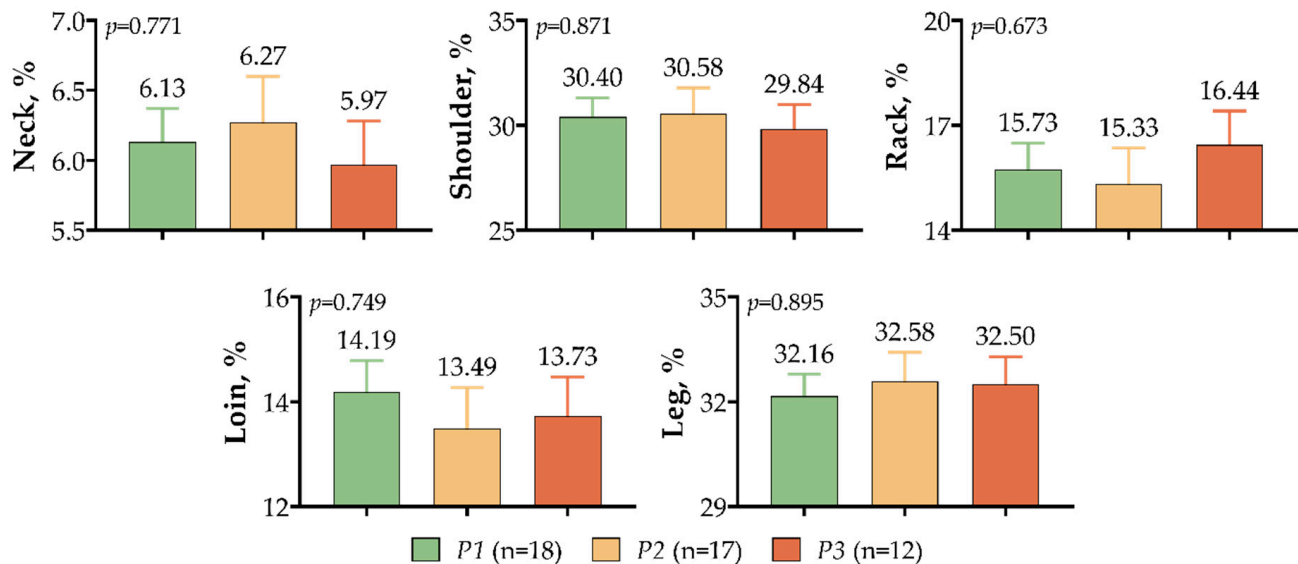 Neck, %
7.0
6.5
6.0
5.5
p=0.771
6.13
6.27
5.97
Shoulder, %
35
30
25
p=0.871
30.40
30.58
29.84
Rack, %
20
17
14
p=0.673
15.73
15.33
16.44
Loin, %
16
14
12
p=0.749
14.19
13.49
13.73
Leg, %
35
32
29
p=0.895
32.16
32.58
32.50
P1 (n=18) P2 (n=17) P3 (n=12)